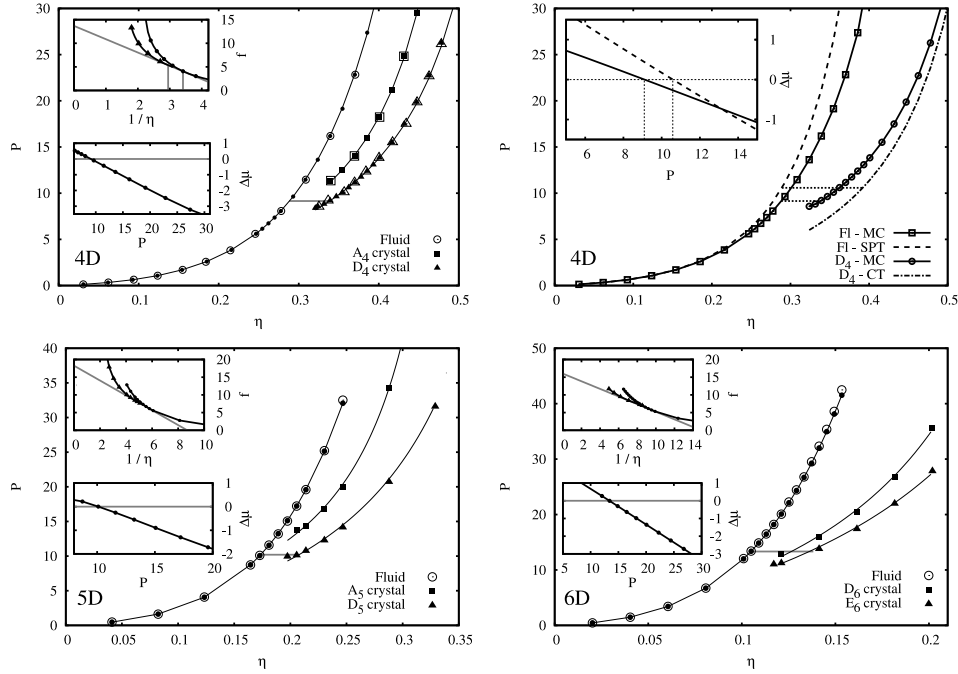 30
25
20
15
10
5
0
P
0 0.1 0.2 0.3 0.4 0.5
η
4D
Fluid
A4 crystal
D4 crystal
15
10
5
0
f
0 1 2 3 4
1 / η
1
0
-1
-2
-3
Δμ
10 15 20 25 30
P
30
25
20
15
10
5
0
P
0 0.1 0.2 0.3 0.4 0.5
η
4D
Fl - MC
Fl - SPT
D4 - MC
D4 - CT
1
0
-1
Δμ
6 8 10 12 14
P
40
35
30
25
20
15
10
5
0
P
0 0.05 0.1 0.15 0.2 0.25 0.3 0.35
η
5D
Fluid
A5 crystal
D5 crystal
20
15
10
5
0
f
0 2 4 6 8 10
1 / η
1
0
-1
-2
Δμ
10 15 20
P
50
40
30
20
10
0
P
0 0.05 0.1 0.15 0.2
η
6D
Fluid
D6 crystal
E6 crystal
20
15
10
5
0
f
0 2 4 6 8 10 12 14
1 / η
1
0
-1
-2
-3
Δμ
5 10 15 20 25 30
P